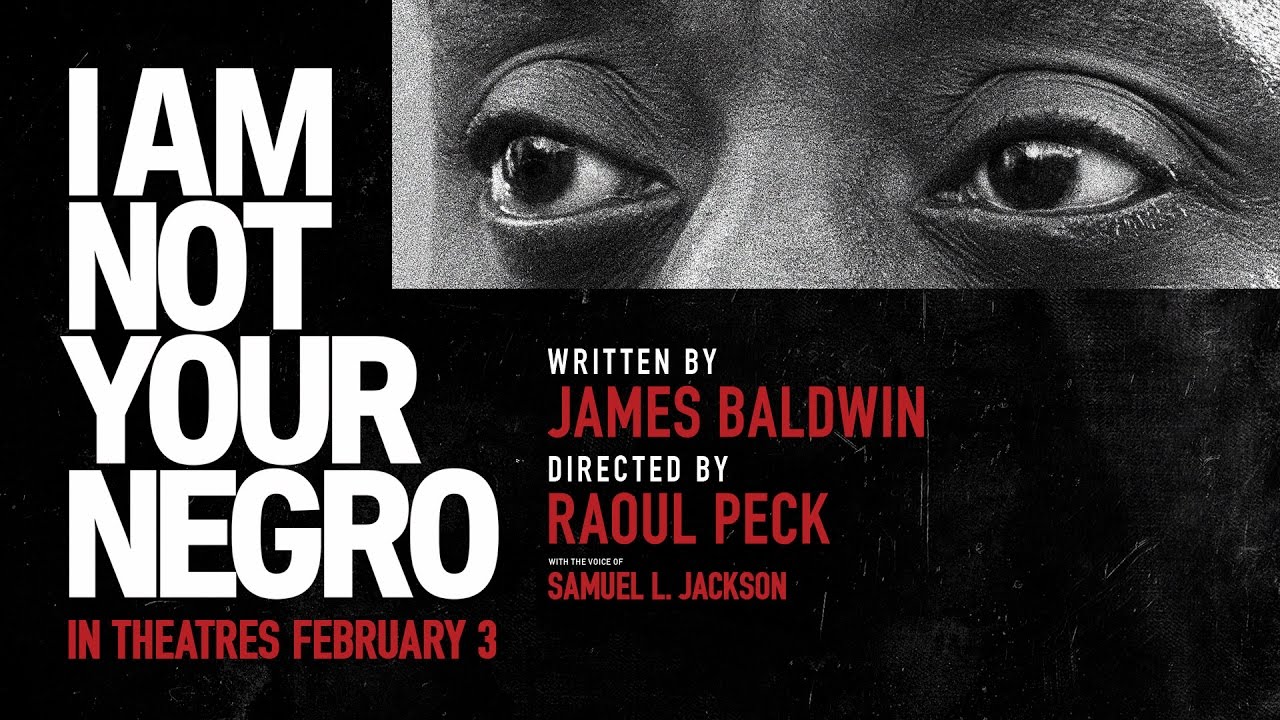 I AM
NOT
YOUR
NEGRO
IN THEATRES FEBRUARY 3
WRITTEN BY
JAMES BALDWIN
DIRECTED BY
RAOUL PECK
WITH THE VOICE OF
SAMUEL L. JACKSON